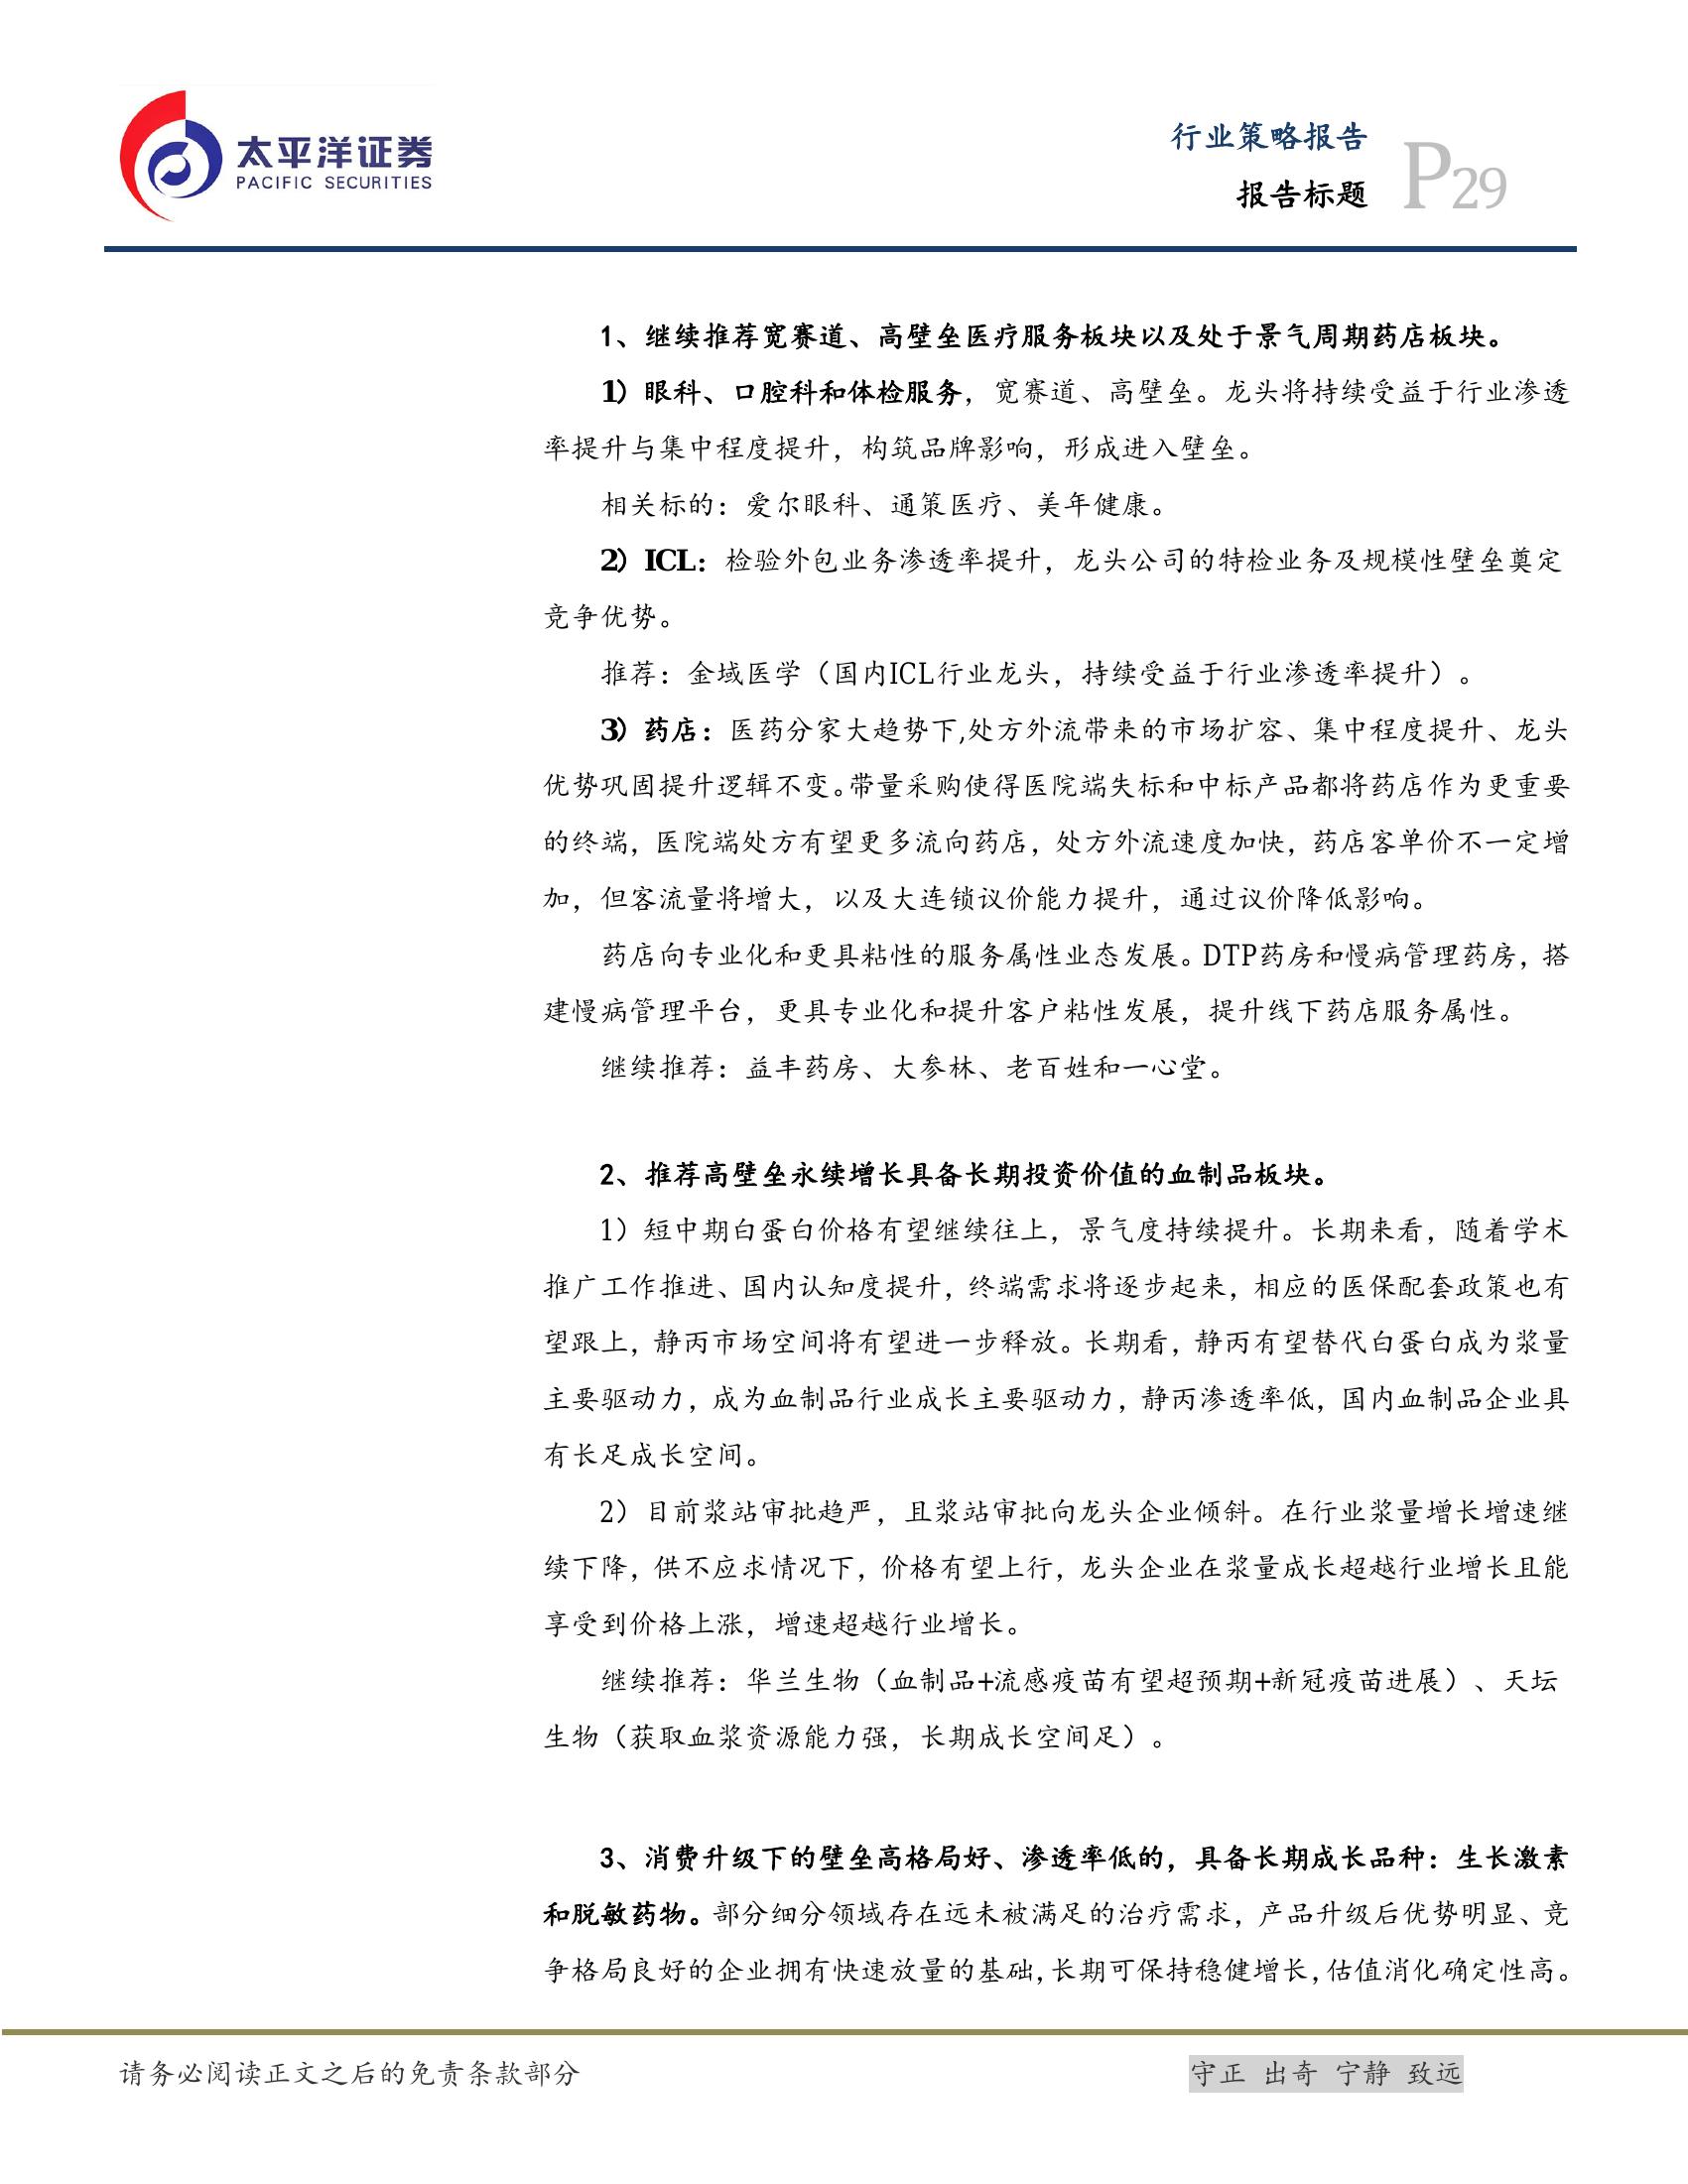 太平洋证券
PACIFIC SECURITIES
行业策略报告
报告标题
P29
1、继续推荐宽赛道、高壁垒医疗服务板块以及处于景气周期药店板块。
1）眼科、口腔科和体检服务，宽赛道、高壁垒。龙头将持续受益于行业渗透
率提升与集中程度提升，构筑品牌影响，形成进入壁垒。
相关标的：爱尔眼科、通策医疗、美年健康。
2）ICL：检验外包业务渗透率提升，龙头公司的特检业务及规模性壁垒奠定
竞争优势。
推荐：金域医学（国内ICL行业龙头，持续受益于行业渗透率提升）。
3）药店：医药分家大趋势下,处方外流带来的市场扩容、集中程度提升、龙头
优势巩固提升逻辑不变。带量采购使得医院端失标和中标产品都将药店作为更重要
的终端，医院端处方有望更多流向药店，处方外流速度加快，药店客单价不一定增
加，但客流量将增大，以及大连锁议价能力提升，通过议价降低影响。
药店向专业化和更具粘性的服务属性业态发展。DTP药房和慢病管理药房，搭
建慢病管理平台，更具专业化和提升客户粘性发展，提升线下药店服务属性。
继续推荐：益丰药房、大参林、老百姓和一心堂。
2、推荐高壁垒永续增长具备长期投资价值的血制品板块。
1）短中期白蛋白价格有望继续往上，景气度持续提升。长期来看，随着学术
推广工作推进、国内认知度提升，终端需求将逐步起来，相应的医保配套政策也有
望跟上，静丙市场空间将有望进一步释放。长期看，静丙有望替代白蛋白成为浆量
主要驱动力，成为血制品行业成长主要驱动力，静丙渗透率低，国内血制品企业具
有长足成长空间。
2）目前浆站审批趋严，且浆站审批向龙头企业倾斜。在行业浆量增长增速继
续下降，供不应求情况下，价格有望上行，龙头企业在浆量成长超越行业增长且能
享受到价格上涨，增速超越行业增长。
继续推荐：华兰生物（血制品+流感疫苗有望超预期+新冠疫苗进展）、天坛
生物（获取血浆资源能力强，长期成长空间足）。
3、消费升级下的壁垒高格局好、渗透率低的，具备长期成长品种：生长激素
和脱敏药物。部分细分领域存在远未被满足的治疗需求，产品升级后优势明显、竞
争格局良好的企业拥有快速放量的基础,长期可保持稳健增长,估值消化确定性高。
请务必阅读正文之后的免责条款部分
守正 出奇 宁静 致远